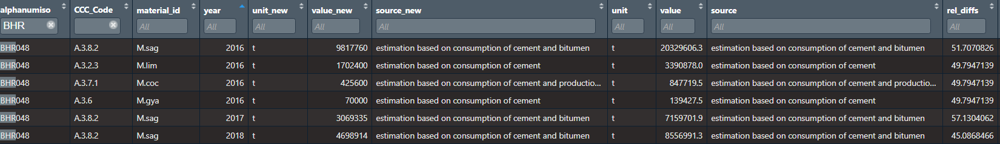 alphanumiso CCC_Code material_id year unit_new value_new source_new unit value source rel_diffs
BHR All All All All All All All All All
BHR048 A.3.8.2 M.sag 2016 t 9817760 estimation based on consumption of cement and bitumen t 20329606.3 estimation based on consumption of cement and bitumen 51.7070826
BHR048 A.3.2.3 M.lim 2016 t 1702400 estimation based on consumption of cement t 3390878.0 estimation based on consumption of cement 49.7947139
BHR048 A.3.7.1 M.coc 2016 t 425600 estimation based on consumption of cement and productio... t 847719.5 estimation based on consumption of cement and productio... 49.7947139
BHR048 A.3.6 M.gya 2016 t 70000 estimation based on consumption of cement t 139427.5 estimation based on consumption of cement 49.7947139
BHR048 A.3.8.2 M.sag 2017 t 3069335 estimation based on consumption of cement and bitumen t 7159701.9 estimation based on consumption of cement and bitumen 57.1304062
BHR048 A.3.8.2 M.sag 2018 t 4698914 estimation based on consumption of cement and bitumen t 8556991.3 estimation based on consumption of cement and bitumen 45.0868466